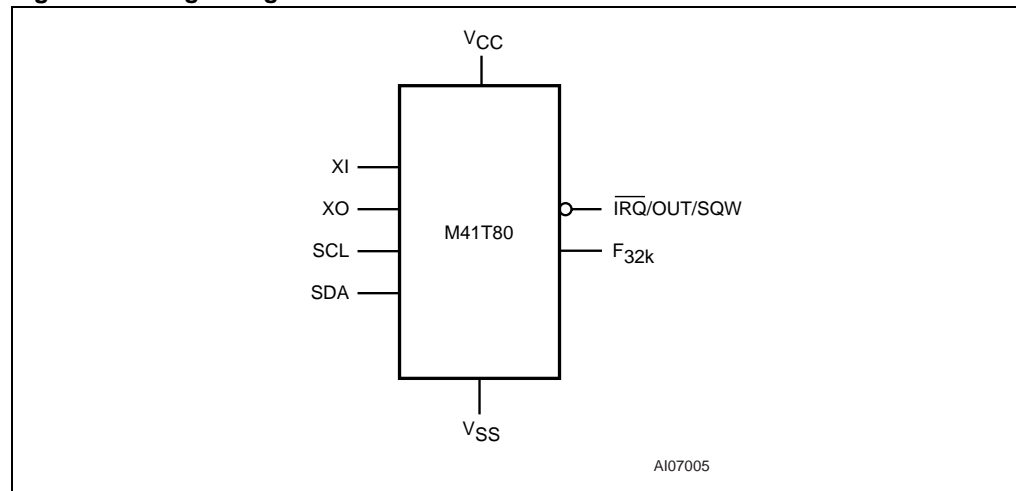 VCC
XI
XO
SCL
SDA
M41T80
IRQ/OUT/SQW
F32k
VSS
AI07005